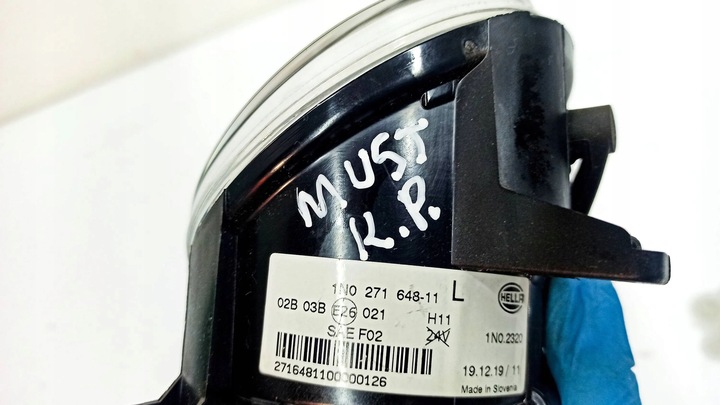 MUST
K.P.
1N0 271 648-11 L
HELLA
02B 03B E26 021
H11
SAE F02
24V
1N0.2320
2716481100000126
19.12.19 / 11
Made in Slovenia